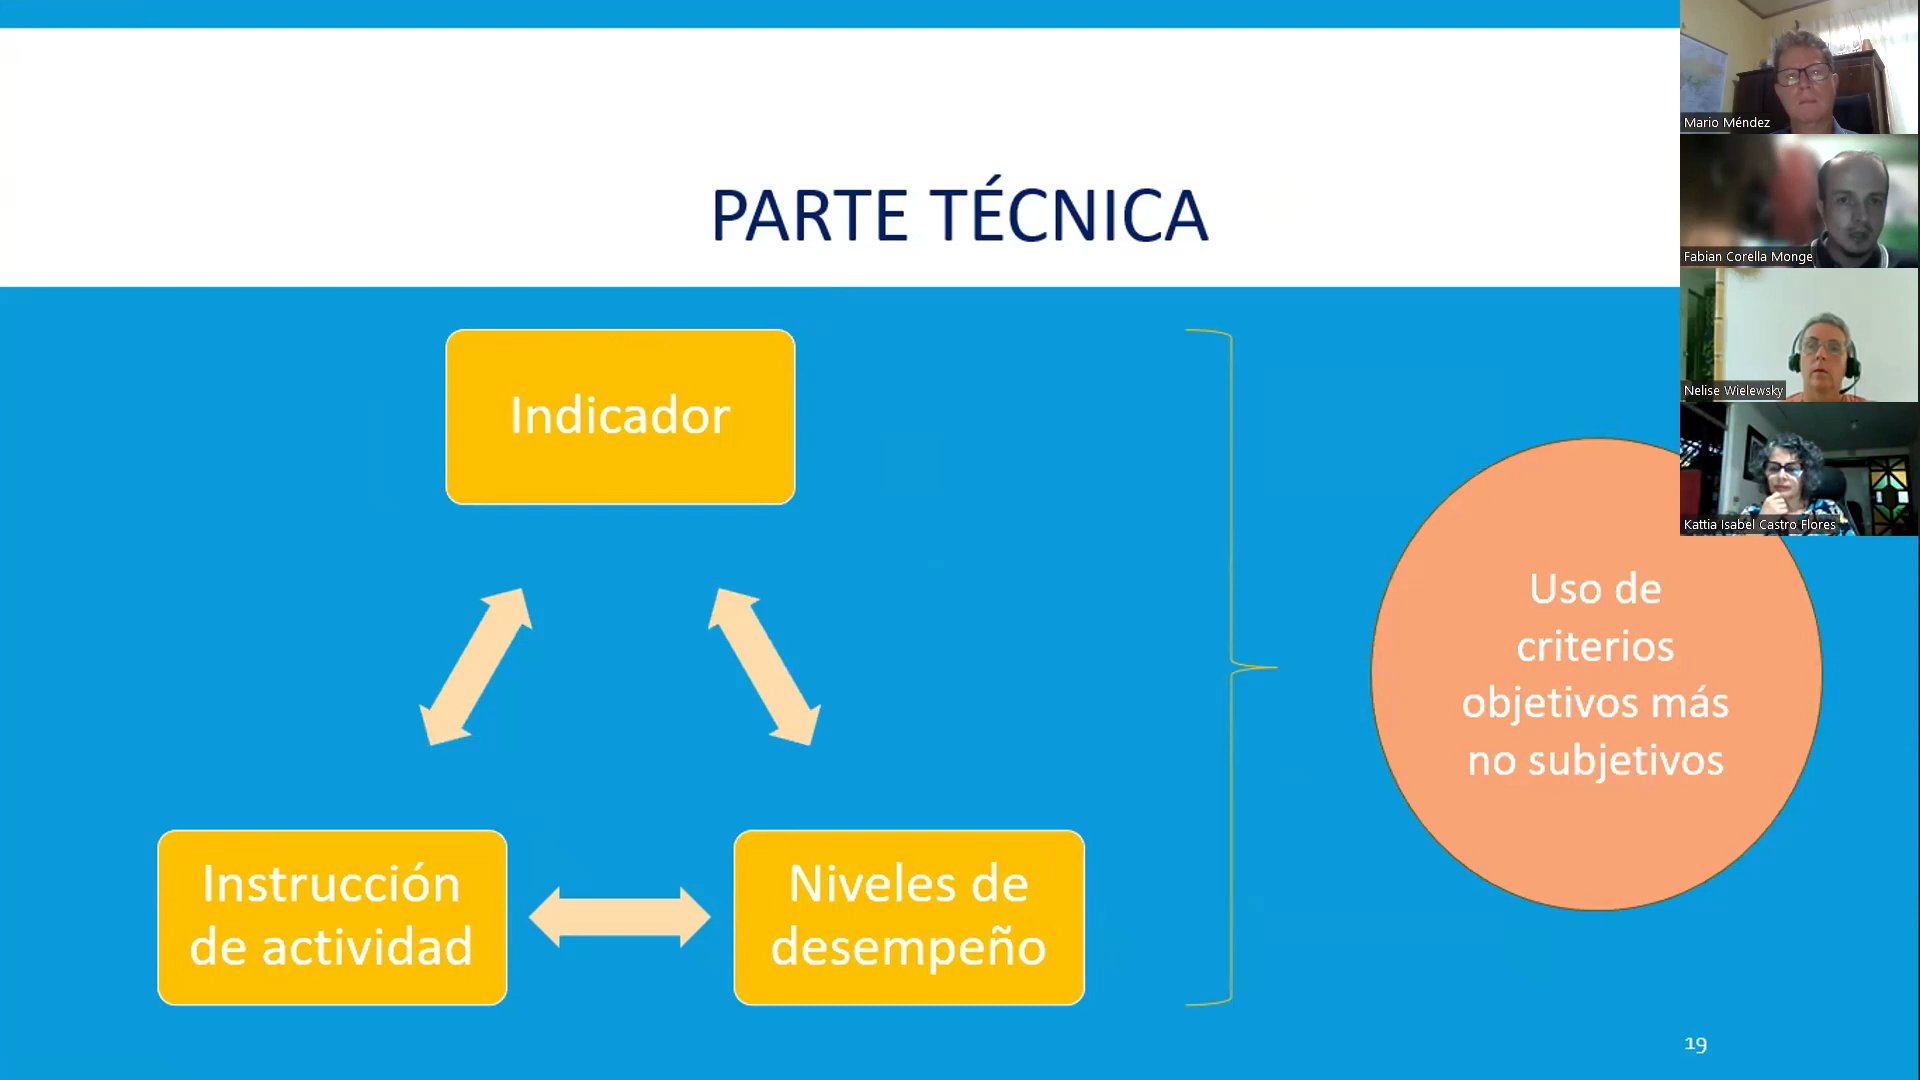 PARTE TÉCNICA
Indicador
Instrucción
de actividad
Niveles de
desempeño
Uso de
criterios
objetivos más
no subjetivos
19
Mario Méndez
Fabian Corella Monge
Nelise Wielewsky
Kattia Isabel Castro Flores